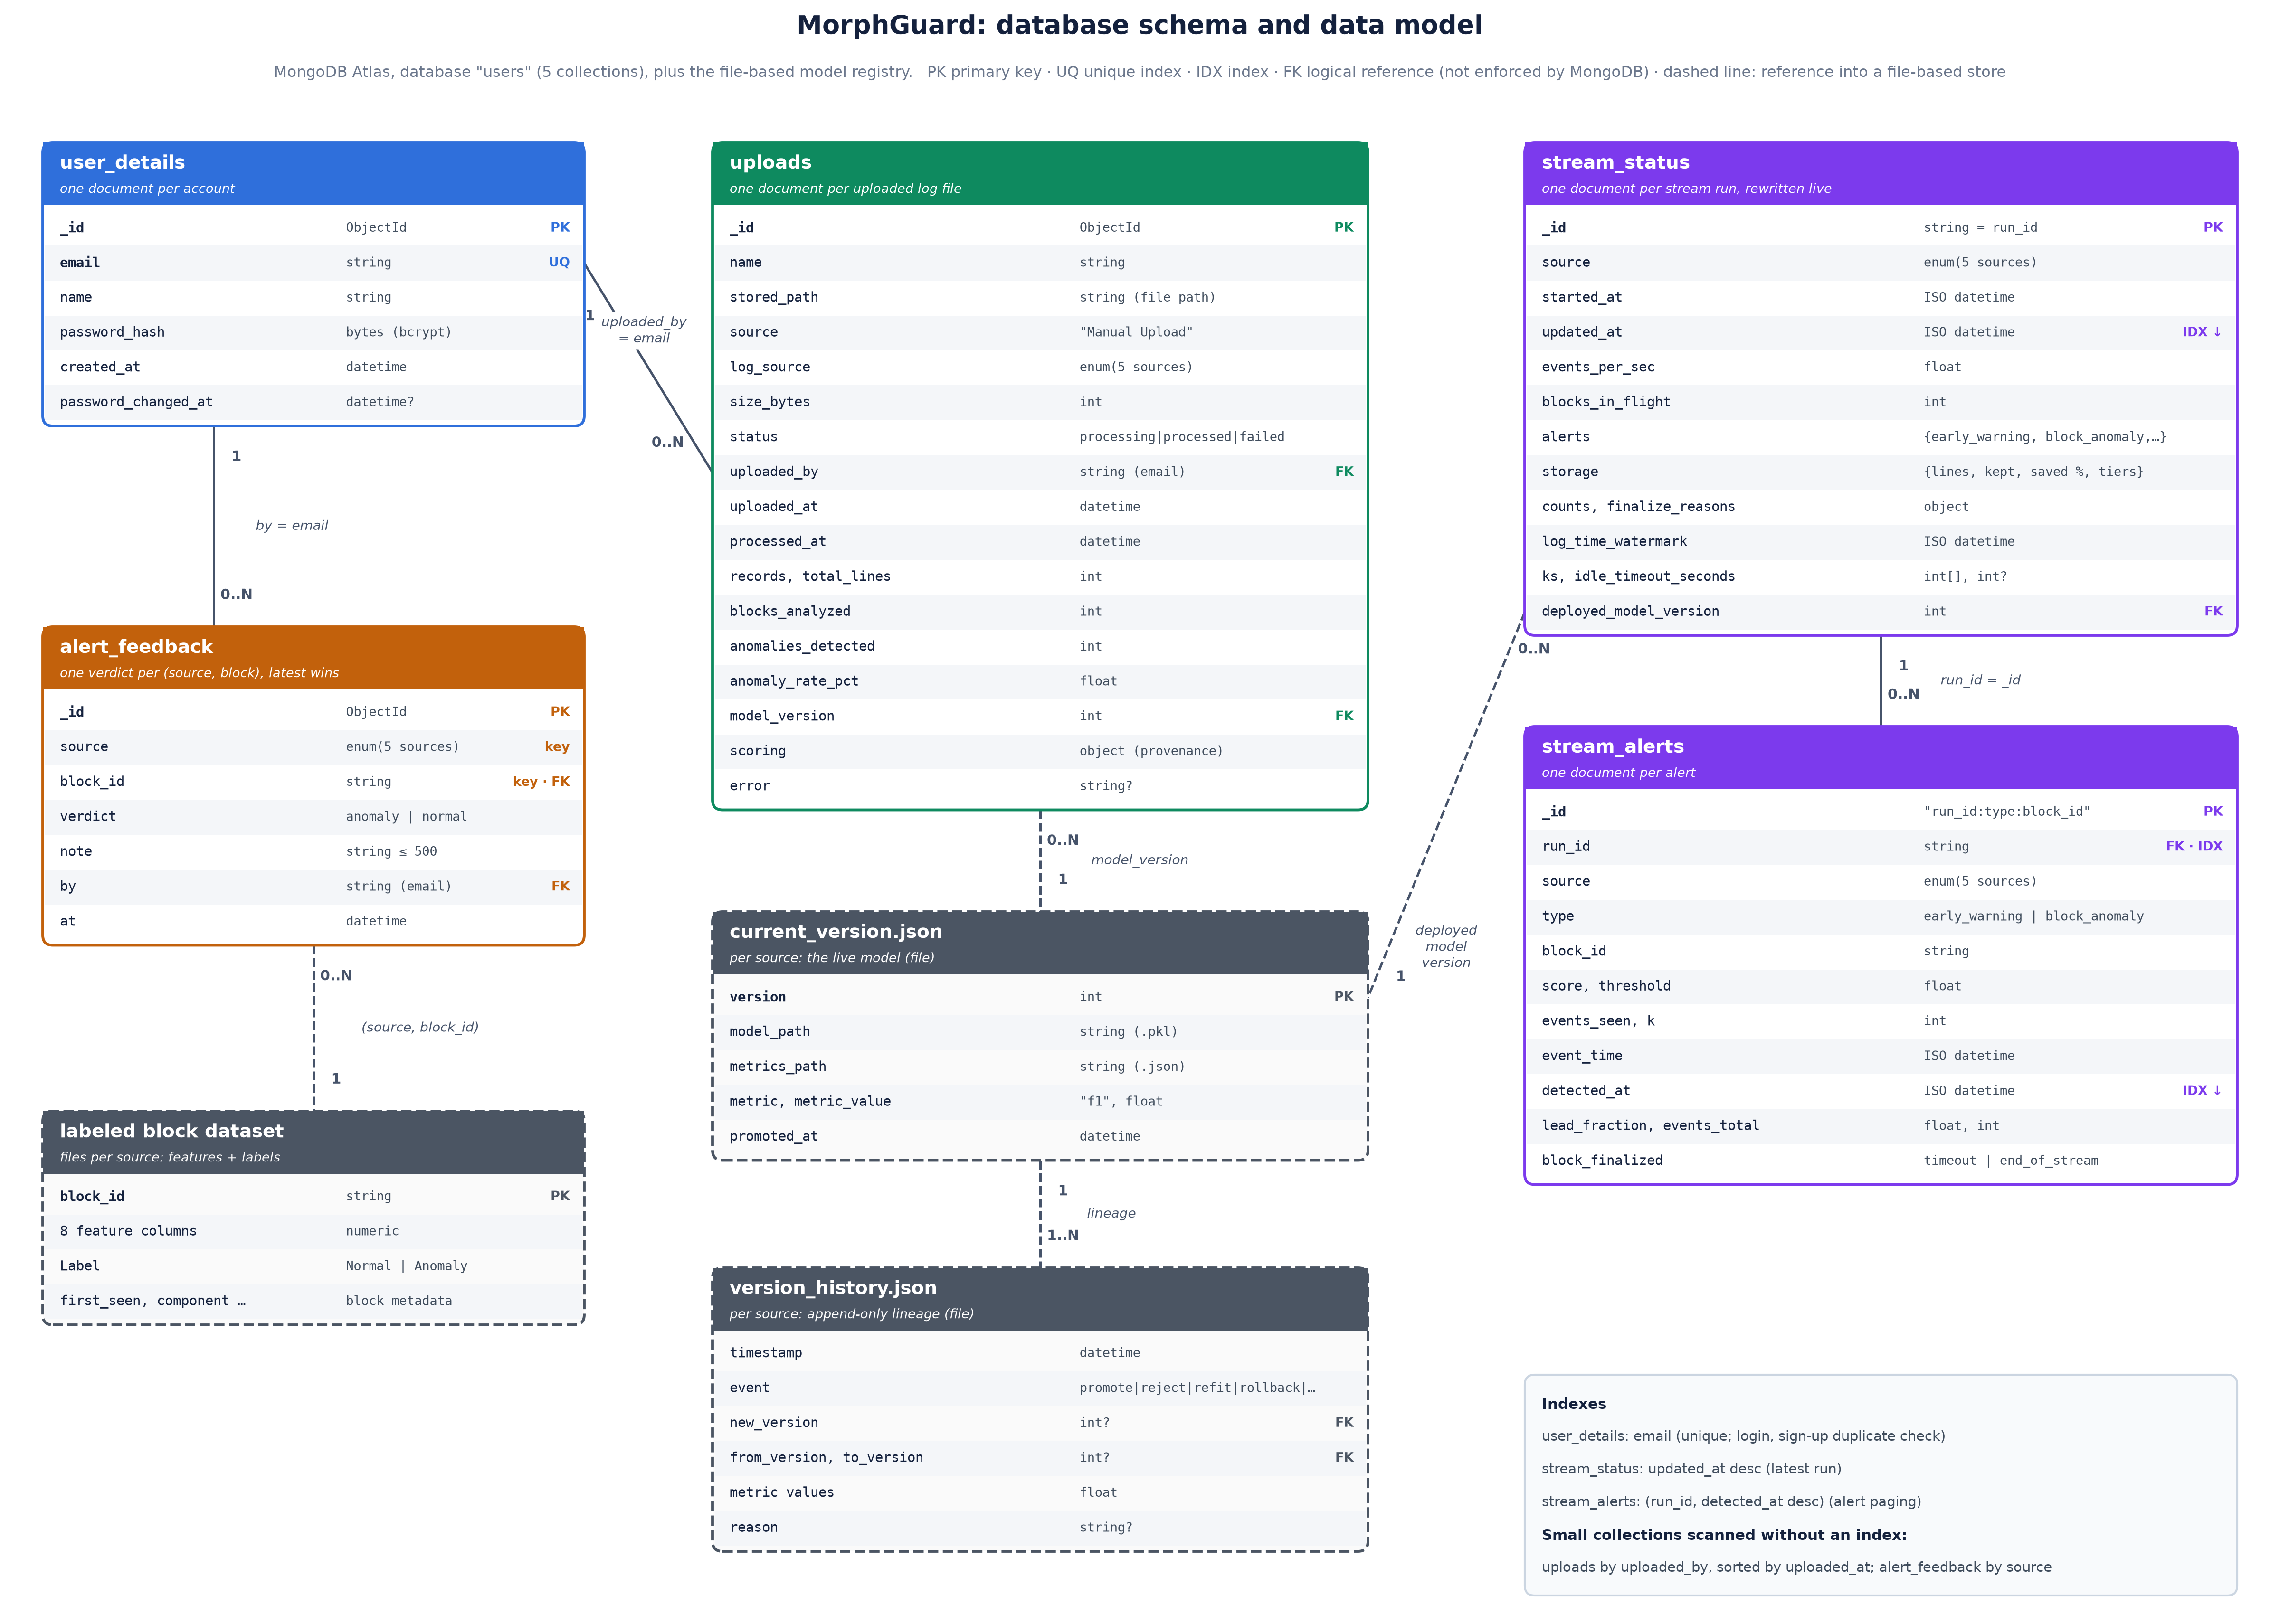 MorphGuard: database schema and data model
MongoDB Atlas, database "users" (5 collections), plus the file-based model registry.   PK primary key · UQ unique index · IDX index · FK logical reference (not enforced by MongoDB) · dashed line: reference into a file-based store
user_details
one document per account
_id ObjectId PK
email string UQ
name string
password_hash bytes (bcrypt)
created_at datetime
password_changed_at datetime?
1
by = email
0..N
1
uploaded_by
= email
0..N
alert_feedback
one verdict per (source, block), latest wins
_id ObjectId PK
source enum(5 sources) key
block_id string key · FK
verdict anomaly | normal
note string ≤ 500
by string (email) FK
at datetime
0..N
(source, block_id)
1
labeled block dataset
files per source: features + labels
block_id string PK
8 feature columns numeric
Label Normal | Anomaly
first_seen, component … block metadata
uploads
one document per uploaded log file
_id ObjectId PK
name string
stored_path string (file path)
source "Manual Upload"
log_source enum(5 sources)
size_bytes int
status processing|processed|failed
uploaded_by string (email) FK
uploaded_at datetime
processed_at datetime
records, total_lines int
blocks_analyzed int
anomalies_detected int
anomaly_rate_pct float
model_version int FK
scoring object (provenance)
error string?
0..N
model_version
1
current_version.json
per source: the live model (file)
version int PK
model_path string (.pkl)
metrics_path string (.json)
metric, metric_value "f1", float
promoted_at datetime
1
lineage
1..N
version_history.json
per source: append-only lineage (file)
timestamp datetime
event promote|reject|refit|rollback|…
new_version int? FK
from_version, to_version int? FK
metric values float
reason string?
0..N
deployed
model
version
1
stream_status
one document per stream run, rewritten live
_id string = run_id PK
source enum(5 sources)
started_at ISO datetime
updated_at ISO datetime IDX ↓
events_per_sec float
blocks_in_flight int
alerts {early_warning, block_anomaly,…}
storage {lines, kept, saved %, tiers}
counts, finalize_reasons object
log_time_watermark ISO datetime
ks, idle_timeout_seconds int[], int?
deployed_model_version int FK
1
run_id = _id
0..N
stream_alerts
one document per alert
_id "run_id:type:block_id" PK
run_id string FK · IDX
source enum(5 sources)
type early_warning | block_anomaly
block_id string
score, threshold float
events_seen, k int
event_time ISO datetime
detected_at ISO datetime IDX ↓
lead_fraction, events_total float, int
block_finalized timeout | end_of_stream
Indexes
user_details: email (unique; login, sign-up duplicate check)
stream_status: updated_at desc (latest run)
stream_alerts: (run_id, detected_at desc) (alert paging)
Small collections scanned without an index:
uploads by uploaded_by, sorted by uploaded_at; alert_feedback by source